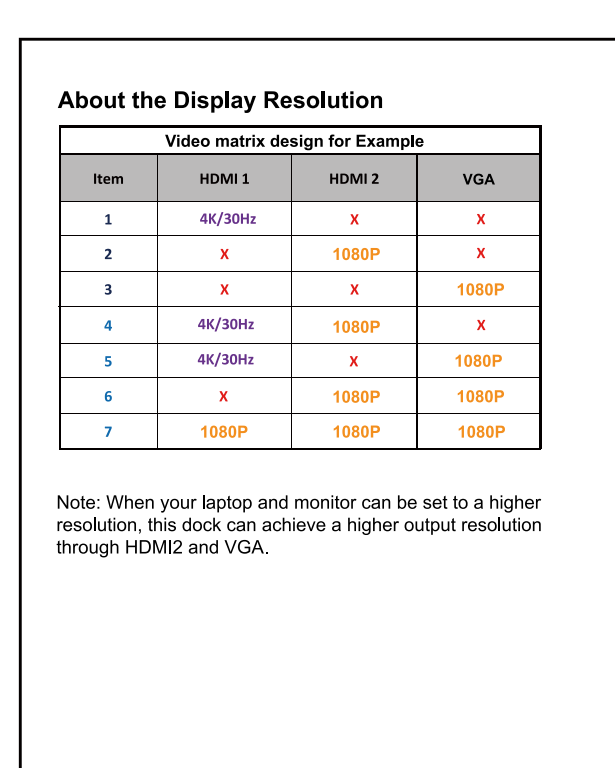 About the Display Resolution
Video matrix design for Example
Item HDMI 1 HDMI 2 VGA
1 4K/30Hz X X
2 X 1080P X
3 X X 1080P
4 4K/30Hz 1080P X
5 4K/30Hz X 1080P
6 X 1080P 1080P
7 1080P 1080P 1080P
Note: When your laptop and monitor can be set to a higher
resolution, this dock can achieve a higher output resolution
through HDMI2 and VGA.